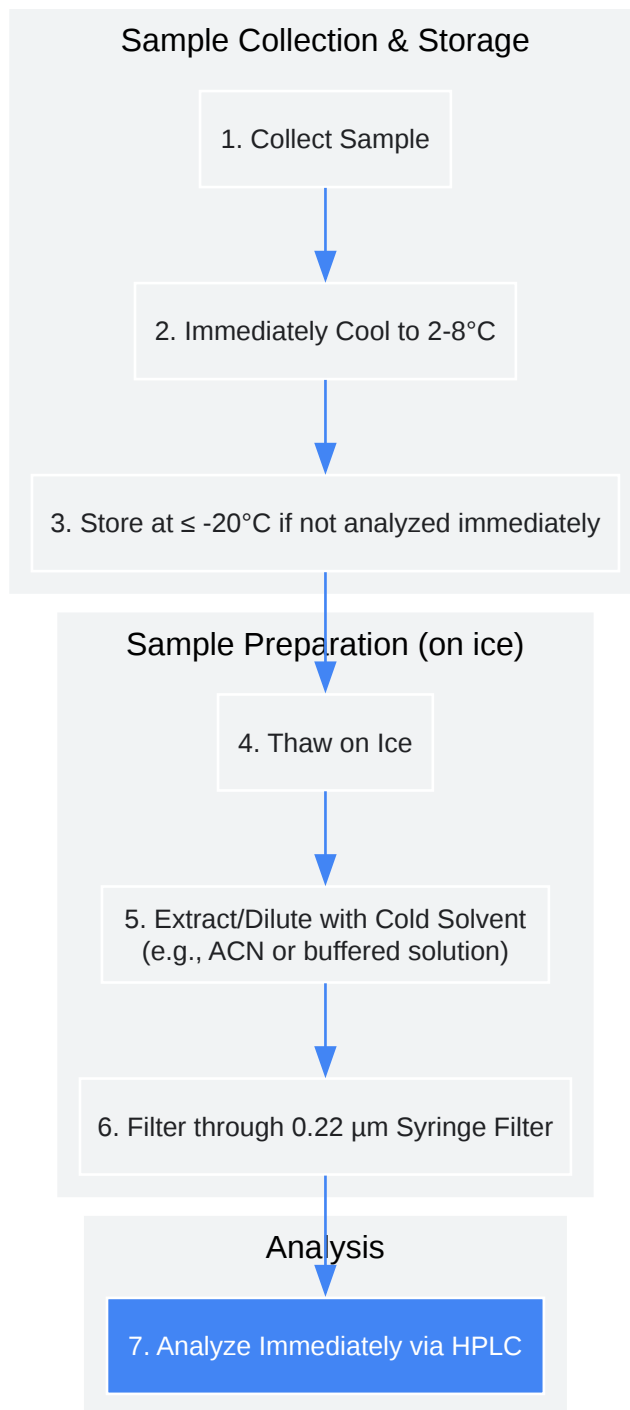 Sample Collection & Storage
1. Collect Sample
2. Immediately Cool to 2-8°C
3. Store at ≤ -20°C if not analyzed immediately
Sample Preparation (on ice)
4. Thaw on Ice
5. Extract/Dilute with Cold Solvent
(e.g., ACN or buffered solution)
6. Filter through 0.22 µm Syringe Filter
Analysis
7. Analyze Immediately via HPLC